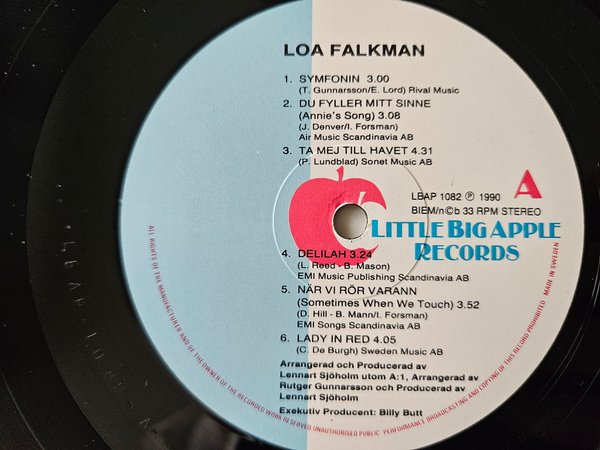 LOA FALKMAN
1. SYMFONIN 3.00
(T. Gunnarsson/E. Lord) Rival Music
2. DU FYLLER MITT SINNE
(Annie's Song) 3.08
(J. Denver/I. Forsman)
Air Music Scandinavia AB
3. TA MEJ TILL HAVET 4.31
(P. Lundblad) Sonet Music AB
LBAP 1082 Ⓟ 1990
BIEM/n©b 33 RPM STEREO
A
LITTLE BIG APPLE
RECORDS
4. DELILAH 3.24
(L. Reed - B. Mason)
EMI Music Publishing Scandinavia AB
5. NÄR VI RÖR VARANN
(Sometimes When We Touch) 3.52
(D. Hill - B. Mann/I. Forsman)
EMI Songs Scandinavia AB
6. LADY IN RED 4.05
(C. De Burgh) Sweden Music AB
Arrangerad och Producerad av
Lennart Sjöholm utom A:1, Arrangerad av
Rutger Gunnarsson och Producerad av
Lennart Sjöholm
Exekutiv Producent: Billy Butt
ALL RIGHTS OF THE MANUFACTURER AND OF THE OWNER OF THE RECORDED WORK RESERVED. UNAUTHORISED PUBLIC PERFORMANCE BROADCASTING AND COPYING OF THIS RECORD PROHIBITED MADE IN SWEDEN